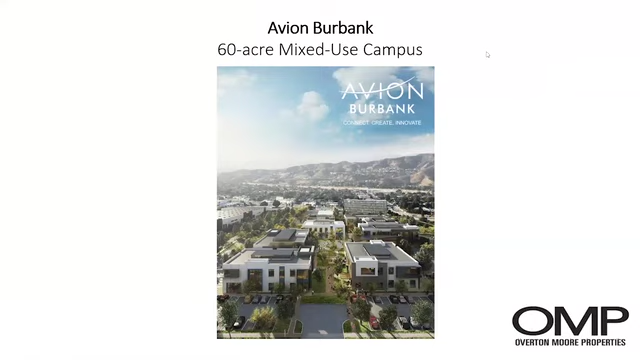 Avion Burbank
60-acre Mixed-Use Campus
AVION
BURBANK
CONNECT, CREATE, INNOVATE
OMP
OVERTON MOORE PROPERTIES